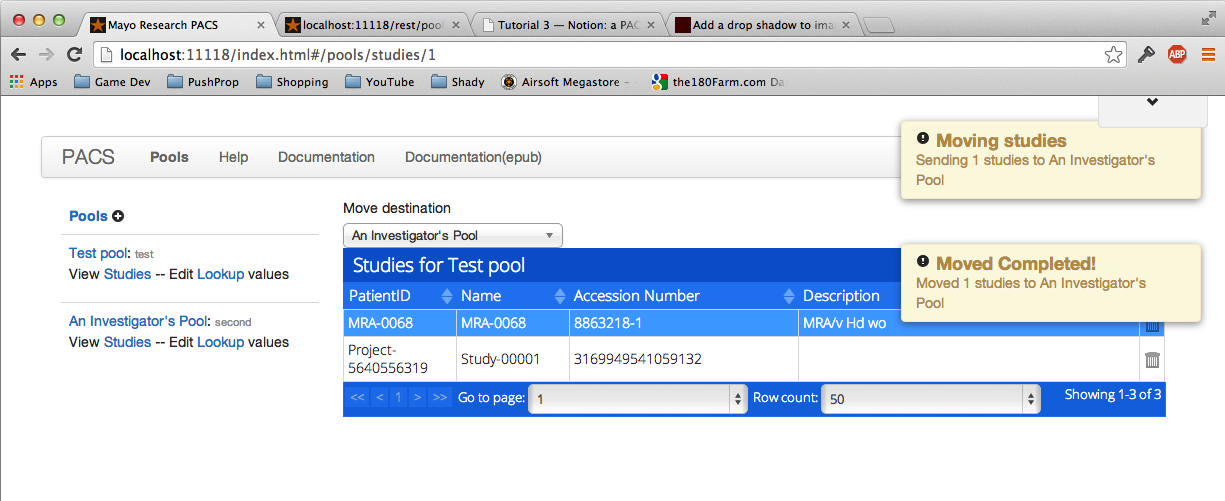 Mayo Research PACS
localhost:11118/rest/pool
Tutorial 3 — Notion: a PAC
Add a drop shadow to ima
localhost:11118/index.html#/pools/studies/1
ABP
Apps Game Dev PushProp Shopping YouTube Shady Airsoft Megastore – the180Farm.com Da
PACS Pools Help Documentation Documentation(epub)
Moving studies
Sending 1 studies to An Investigator's
Pool
Pools
Test pool: test
View Studies -- Edit Lookup values
An Investigator's Pool: second
View Studies -- Edit Lookup values
Move destination
An Investigator's Pool
Studies for Test pool
Moved Completed!
Moved 1 studies to An Investigator's
Pool
PatientID Name Accession Number Description
MRA-0068 MRA-0068 8863218-1 MRA/v Hd wo
Project-
5640556319 Study-00001 3169949541059132
<< < 1 > >> Go to page: 1 Row count: 50 Showing 1-3 of 3